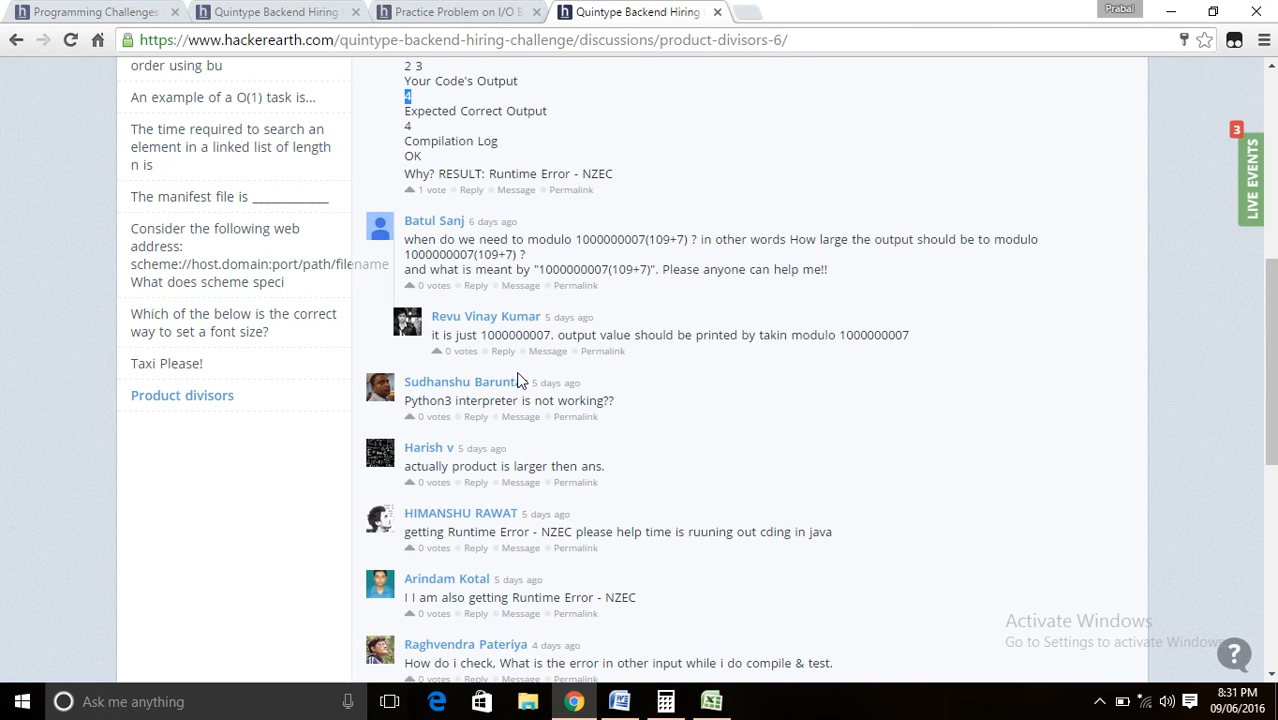 Programming Challenges
Quintype Backend Hiring
Practice Problem on I/O B
Quintype Backend Hiring
Prabal
https://www.hackerearth.com/quintype-backend-hiring-challenge/discussions/product-divisors-6/
order using bu
An example of a O(1) task is...
The time required to search an
element in a linked list of length
n is
The manifest file is ____________
Consider the following web
address:
scheme://host.domain:port/path/filename
What does scheme speci
Which of the below is the correct
way to set a font size?
Taxi Please!
Product divisors
2 3
Your Code's Output
4
Expected Correct Output
4
Compilation Log
OK
Why? RESULT: Runtime Error - NZEC
1 vote Reply Message Permalink
Batul Sanj 6 days ago
when do we need to modulo 1000000007(109+7) ? in other words How large the output should be to modulo
1000000007(109+7) ?
and what is meant by "1000000007(109+7)". Please anyone can help me!!
0 votes Reply Message Permalink
Revu Vinay Kumar 5 days ago
it is just 1000000007. output value should be printed by takin modulo 1000000007
0 votes Reply Message Permalink
Sudhanshu Barunt 5 days ago
Python3 interpreter is not working??
0 votes Reply Message Permalink
Harish v 5 days ago
actually product is larger then ans.
0 votes Reply Message Permalink
HIMANSHU RAWAT 5 days ago
getting Runtime Error - NZEC please help time is ruuning out cding in java
0 votes Reply Message Permalink
Arindam Kotal 5 days ago
I I am also getting Runtime Error - NZEC
0 votes Reply Message Permalink
Raghvendra Pateriya 4 days ago
How do i check, What is the error in other input while i do compile & test.
0 votes Reply Message Permalink
3
LIVE EVENTS
Activate Windows
Go to Settings to activate Windows.
?
Ask me anything
8:31 PM
09/06/2016